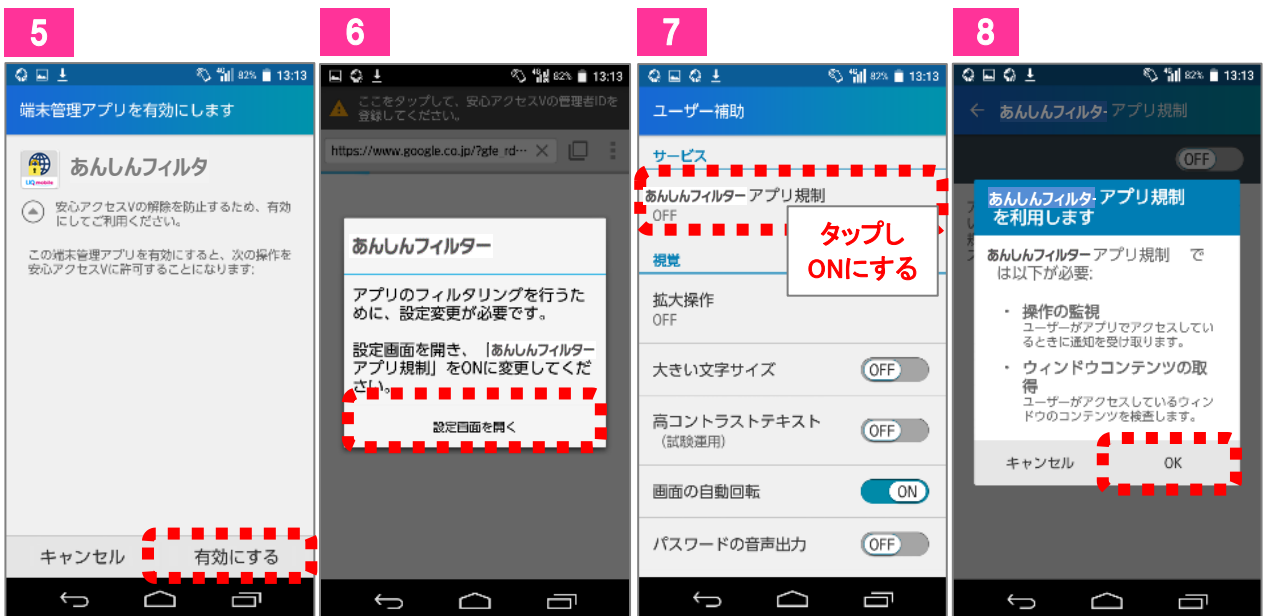 5
82% 13:13
端末管理アプリを有効にします
UQ mobile
あんしんフィルタ
安心アクセスVの解除を防止するため、有効
にしてご利用ください。
この端末管理アプリを有効にすると、次の操作を
安心アクセスVに許可することになります:
キャンセル 有効にする
6
82% 13:13
ここをタップして、安心アクセスVの管理者IDを
登録してください。
https://www.google.co.jp/?gfe_rd…
あんしんフィルター
アプリのフィルタリングを行うた
めに、設定変更が必要です。
設定画面を開き、「あんしんフィルター
アプリ規制」をONに変更してくだ
さい。
設定画面を開く
7
82% 13:13
ユーザー補助
サービス
あんしんフィルターアプリ規制
OFF
タップし
ONにする
視覚
拡大操作
OFF
大きい文字サイズ OFF
高コントラストテキスト
(試験運用) OFF
画面の自動回転 ON
パスワードの音声出力 OFF
8
82% 13:13
あんしんフィルターアプリ規制
OFF
あんしんフィルターアプリ規制
を利用します
あんしんフィルターアプリ規制 で
は以下が必要:
・ 操作の監視
ユーザーがアプリでアクセスしてい
るときに通知を受け取ります。
・ ウィンドウコンテンツの取
得
ユーザーがアクセスしているウィン
ドウのコンテンツを検査します。
キャンセル OK